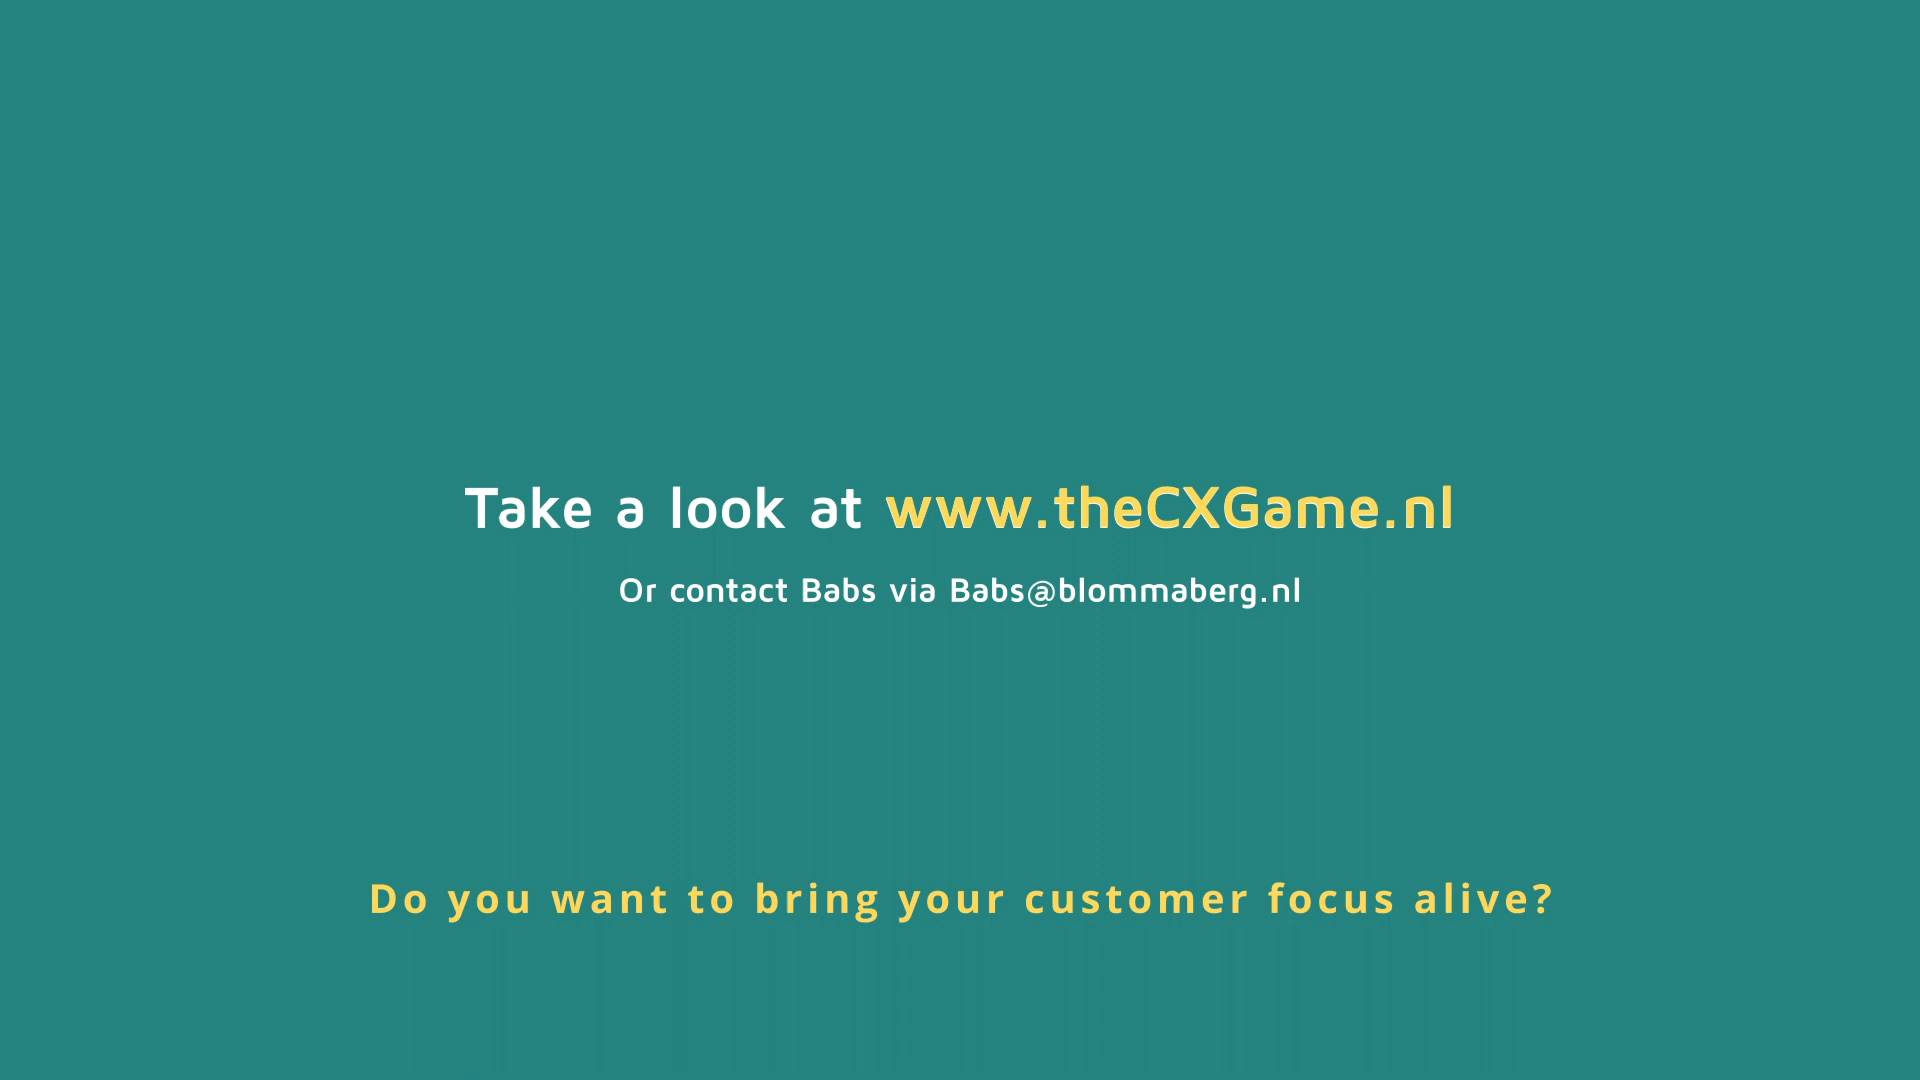 Take a look at www.theCXGame.nl
Or contact Babs via Babs@blommaberg.nl
Do you want to bring your customer focus alive?